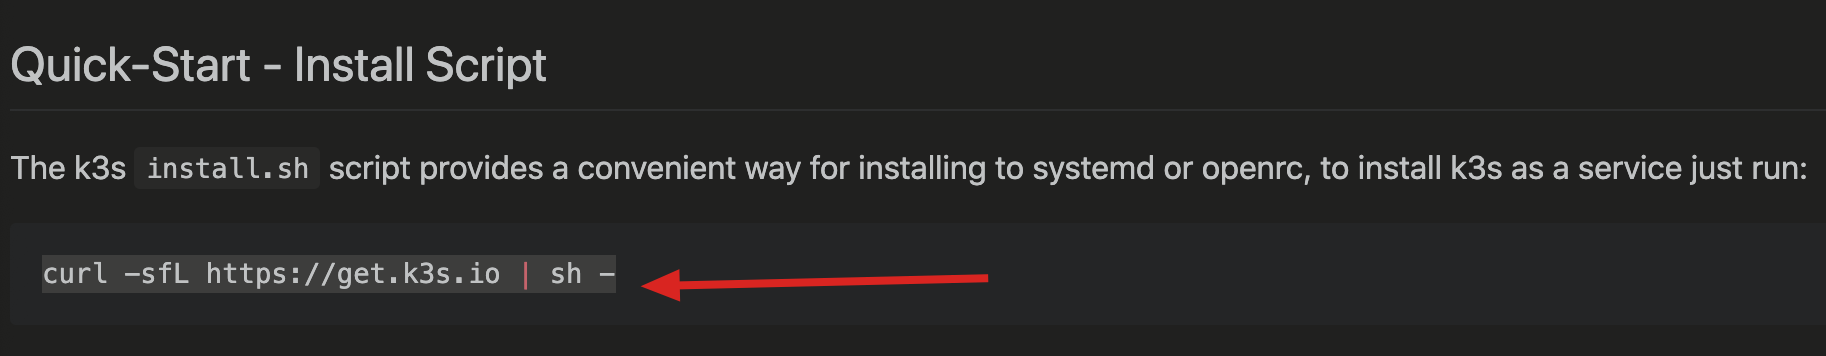 Quick-Start - Install Script
The k3s install.sh script provides a convenient way for installing to systemd or openrc, to install k3s as a service just run:
curl -sfL https://get.k3s.io | sh -